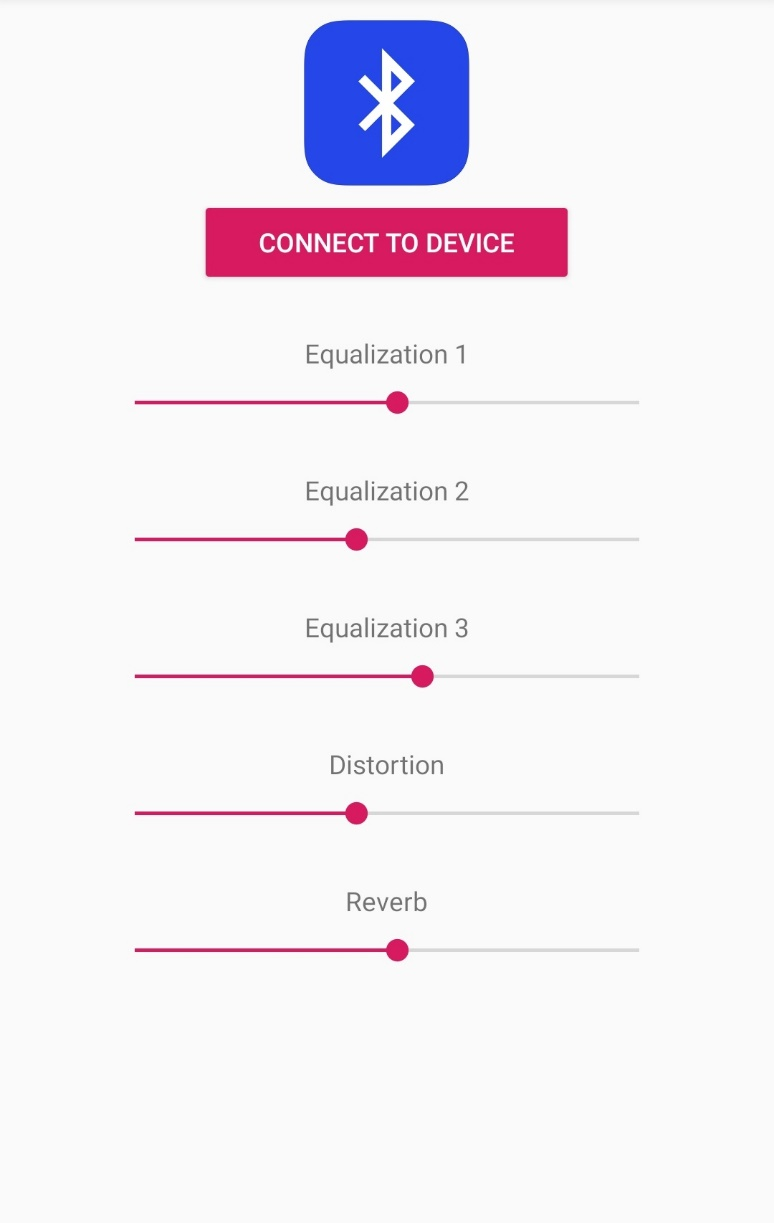 CONNECT TO DEVICE
Equalization 1
Equalization 2
Equalization 3
Distortion
Reverb